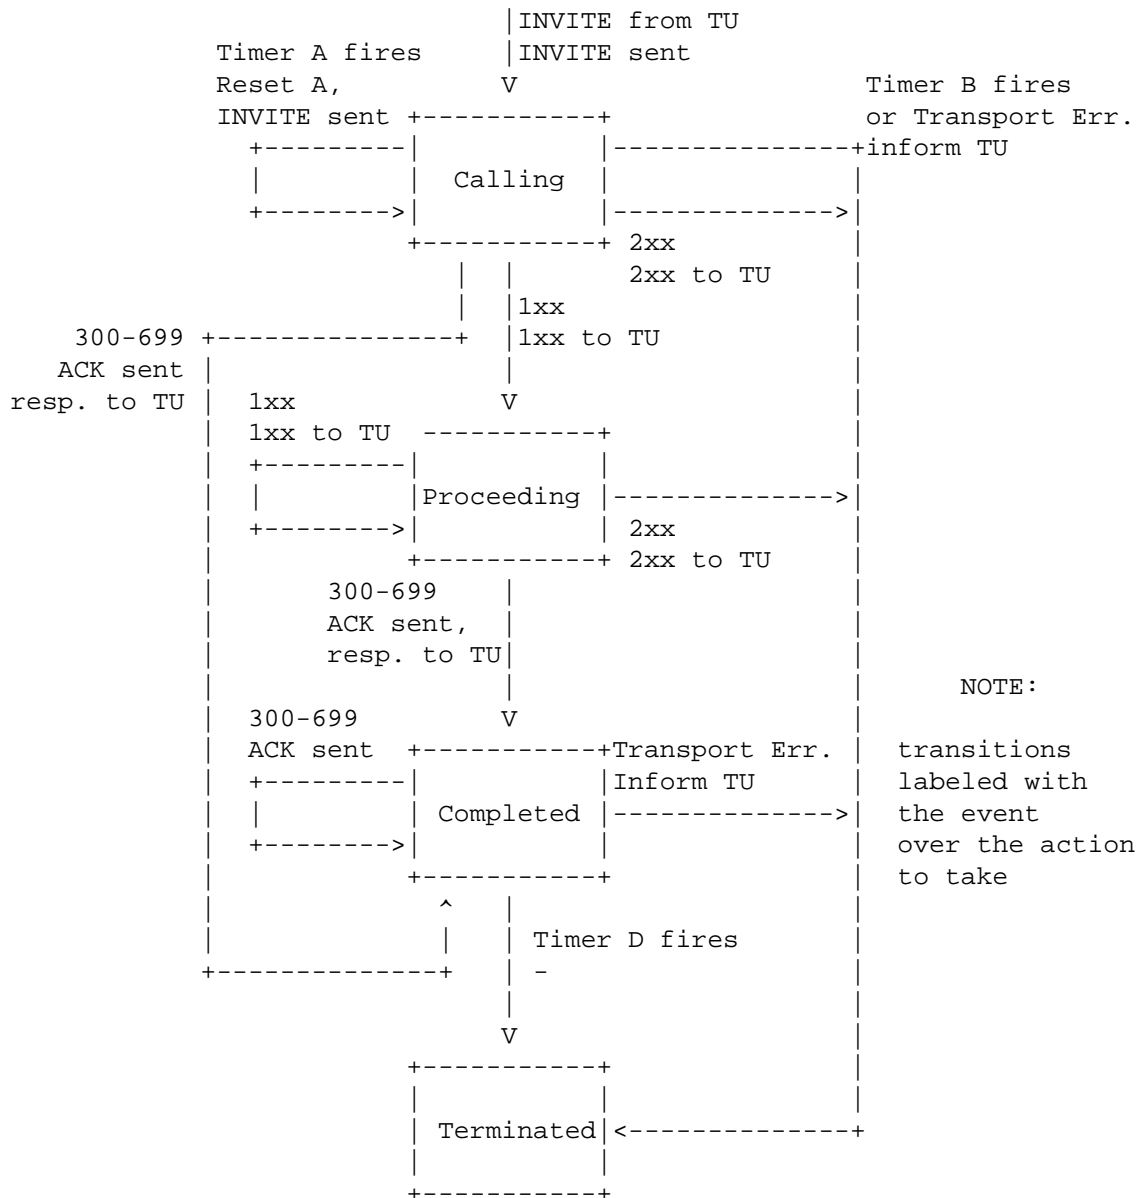 |INVITE from TU
Timer A fires |INVITE sent
Reset A, V Timer B fires
INVITE sent +-----------+ or Transport Err.
+---------| |---------------+inform TU
| | Calling | |
+-------->| |-------------->|
+-----------+ 2xx |
| | 2xx to TU |
| |1xx |
300-699 +---------------+ |1xx to TU |
ACK sent | | |
resp. to TU | 1xx V |
| 1xx to TU -----------+ |
| +---------| | |
| | |Proceeding |-------------->|
| +-------->| | 2xx |
| +-----------+ 2xx to TU |
| 300-699 | |
| ACK sent, | |
| resp. to TU| |
| | | NOTE:
| 300-699 V |
| ACK sent +-----------+Transport Err. | transitions
| +---------| |Inform TU | labeled with
| | | Completed |-------------->| the event
| +-------->| | | over the action
| +-----------+ | to take
| ^ | |
| | | Timer D fires |
+--------------+ | - |
| |
V |
+-----------+ |
| | |
| Terminated|<--------------+
| |
+-----------+